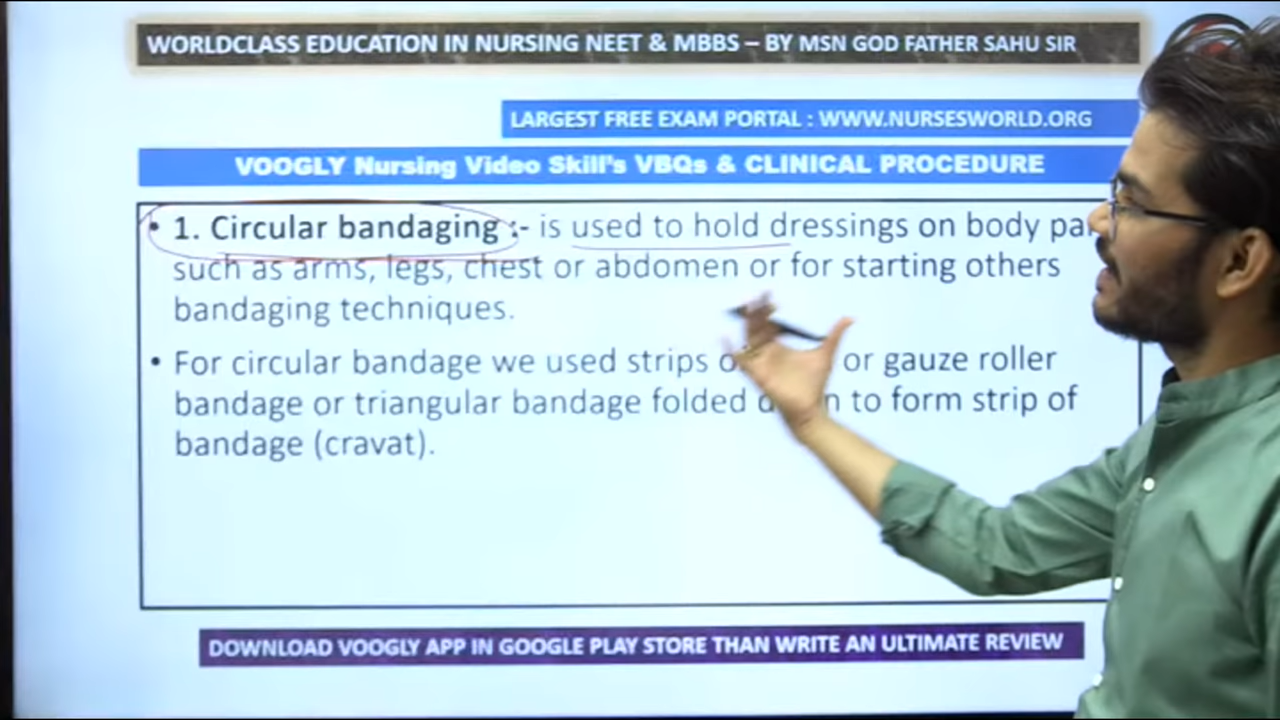 WORLDCLASS EDUCATION IN NURSING NEET & MBBS – BY MSN GOD FATHER SAHU SIR
LARGEST FREE EXAM PORTAL : WWW.NURSESWORLD.ORG
VOOGLY Nursing Video Skill's VBQs & CLINICAL PROCEDURE
• 1. Circular bandaging :- is used to hold dressings on body
such as arms, legs, chest or abdomen or for starting others
bandaging techniques.
• For circular bandage we used strips or gauze roller
bandage or triangular bandage folded to form strip of
bandage (cravat).
DOWNLOAD VOOGLY APP IN GOOGLE PLAY STORE THAN WRITE AN ULTIMATE REVIEW